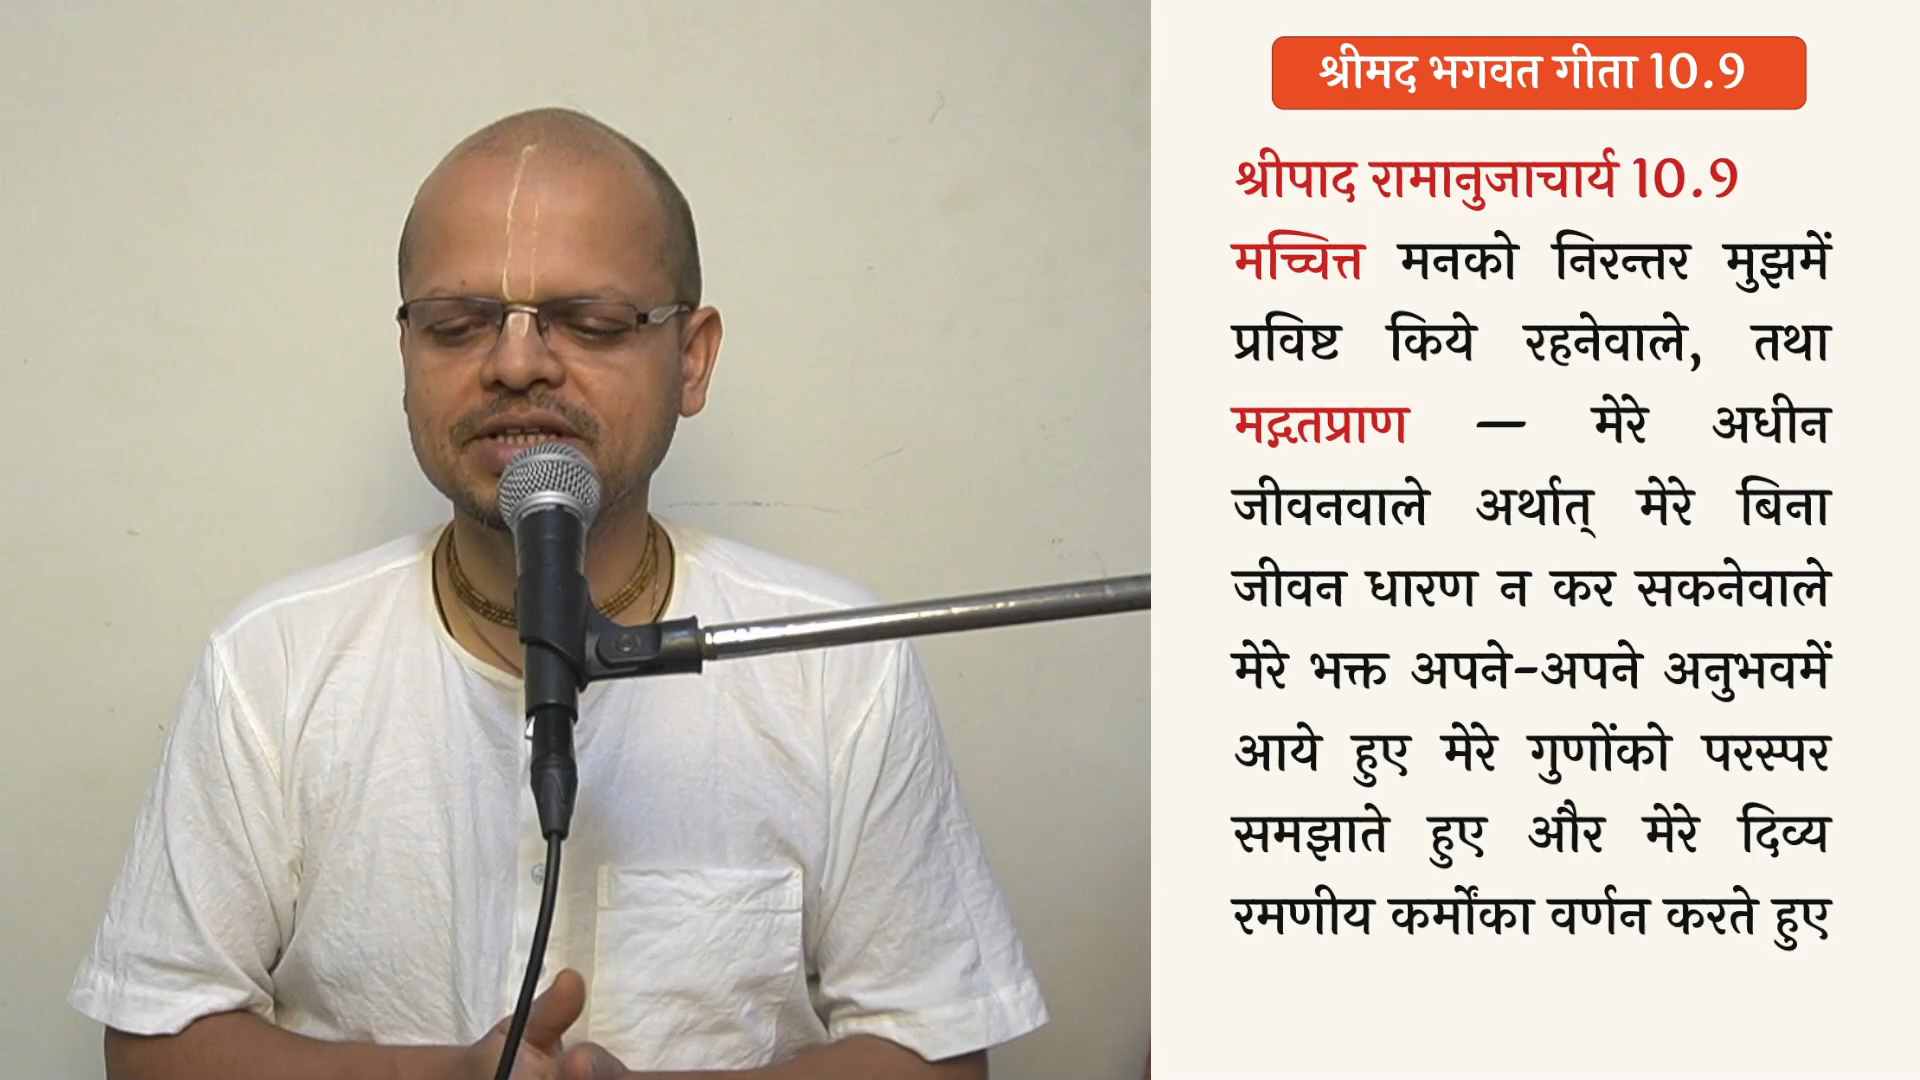 श्रीमद भगवत गीता 10.9
श्रीपाद रामानुजाचार्य 10.9
मच्चित्त मनको निरन्तर मुझमें
प्रविष्ट किये रहनेवाले, तथा
मद्गतप्राण — मेरे अधीन
जीवनवाले अर्थात् मेरे बिना
जीवन धारण न कर सकनेवाले
मेरे भक्त अपने-अपने अनुभवमें
आये हुए मेरे गुणोंको परस्पर
समझाते हुए और मेरे दिव्य
रमणीय कर्मोंका वर्णन करते हुए